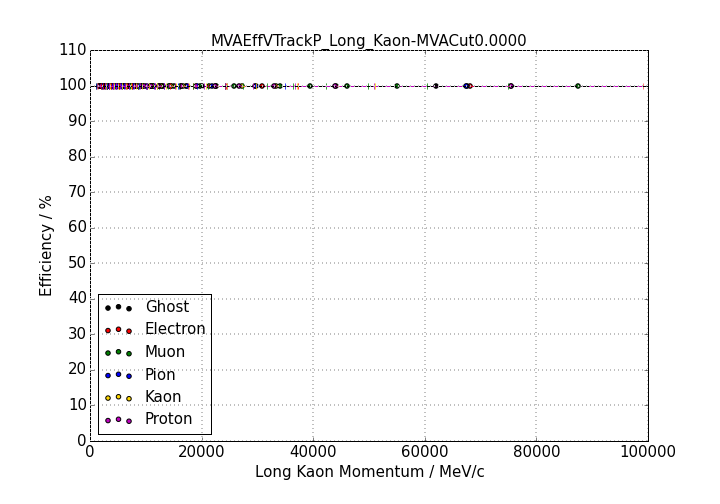 MVAEffVTrackP_Long_Kaon-MVACut0.0000
110
100
90
80
70
60
50
40
30
20
10
0
Efficiency / %
Ghost
Electron
Muon
Pion
Kaon
Proton
0 20000 40000 60000 80000 100000
Long Kaon Momentum / MeV/c